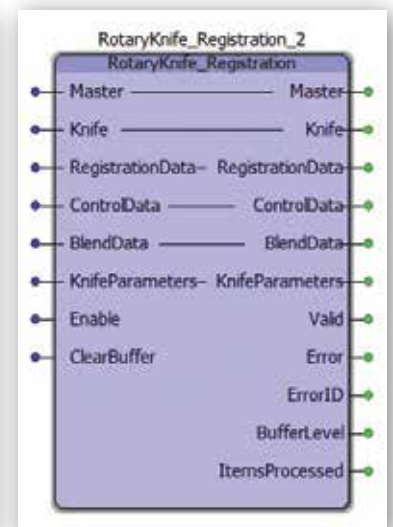 RotaryKnife_Registration_2
RotaryKnife_Registration
Master Master
Knife Knife
RegistrationData RegistrationData
ControlData ControlData
BlendData BlendData
KnifeParameters KnifeParameters
Enable Valid
ClearBuffer Error
ErrorID
BufferLevel
ItemsProcessed